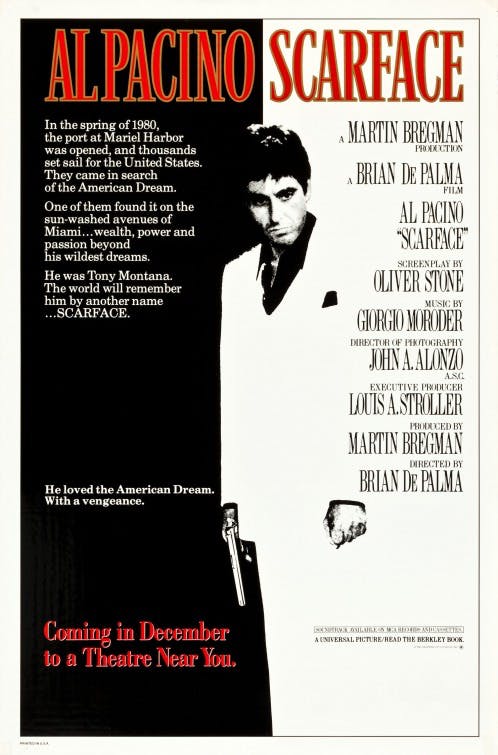 AL PACINO SCARFACE
In the spring of 1980,
the port at Mariel Harbor
was opened, and thousands
set sail for the United States.
They came in search
of the American Dream.
One of them found it on the
sun-washed avenues of
Miami...wealth, power and
passion beyond
his wildest dreams.
He was Tony Montana.
The world will remember
him by another name
...SCARFACE.
He loved the American Dream.
With a vengeance.
Coming in December
to a Theatre Near You.
A MARTIN BREGMAN
PRODUCTION
A BRIAN DE PALMA
FILM
AL PACINO
"SCARFACE"
SCREENPLAY BY
OLIVER STONE
MUSIC BY
GIORGIO MORODER
DIRECTOR OF PHOTOGRAPHY
JOHN A. ALONZO
A.S.C.
EXECUTIVE PRODUCER
LOUIS A. STROLLER
PRODUCED BY
MARTIN BREGMAN
DIRECTED BY
BRIAN DE PALMA
SOUNDTRACK AVAILABLE ON MCA RECORDS AND CASSETTES.
A UNIVERSAL PICTURE/READ THE BERKLEY BOOK.
PRINTED IN U.S.A.